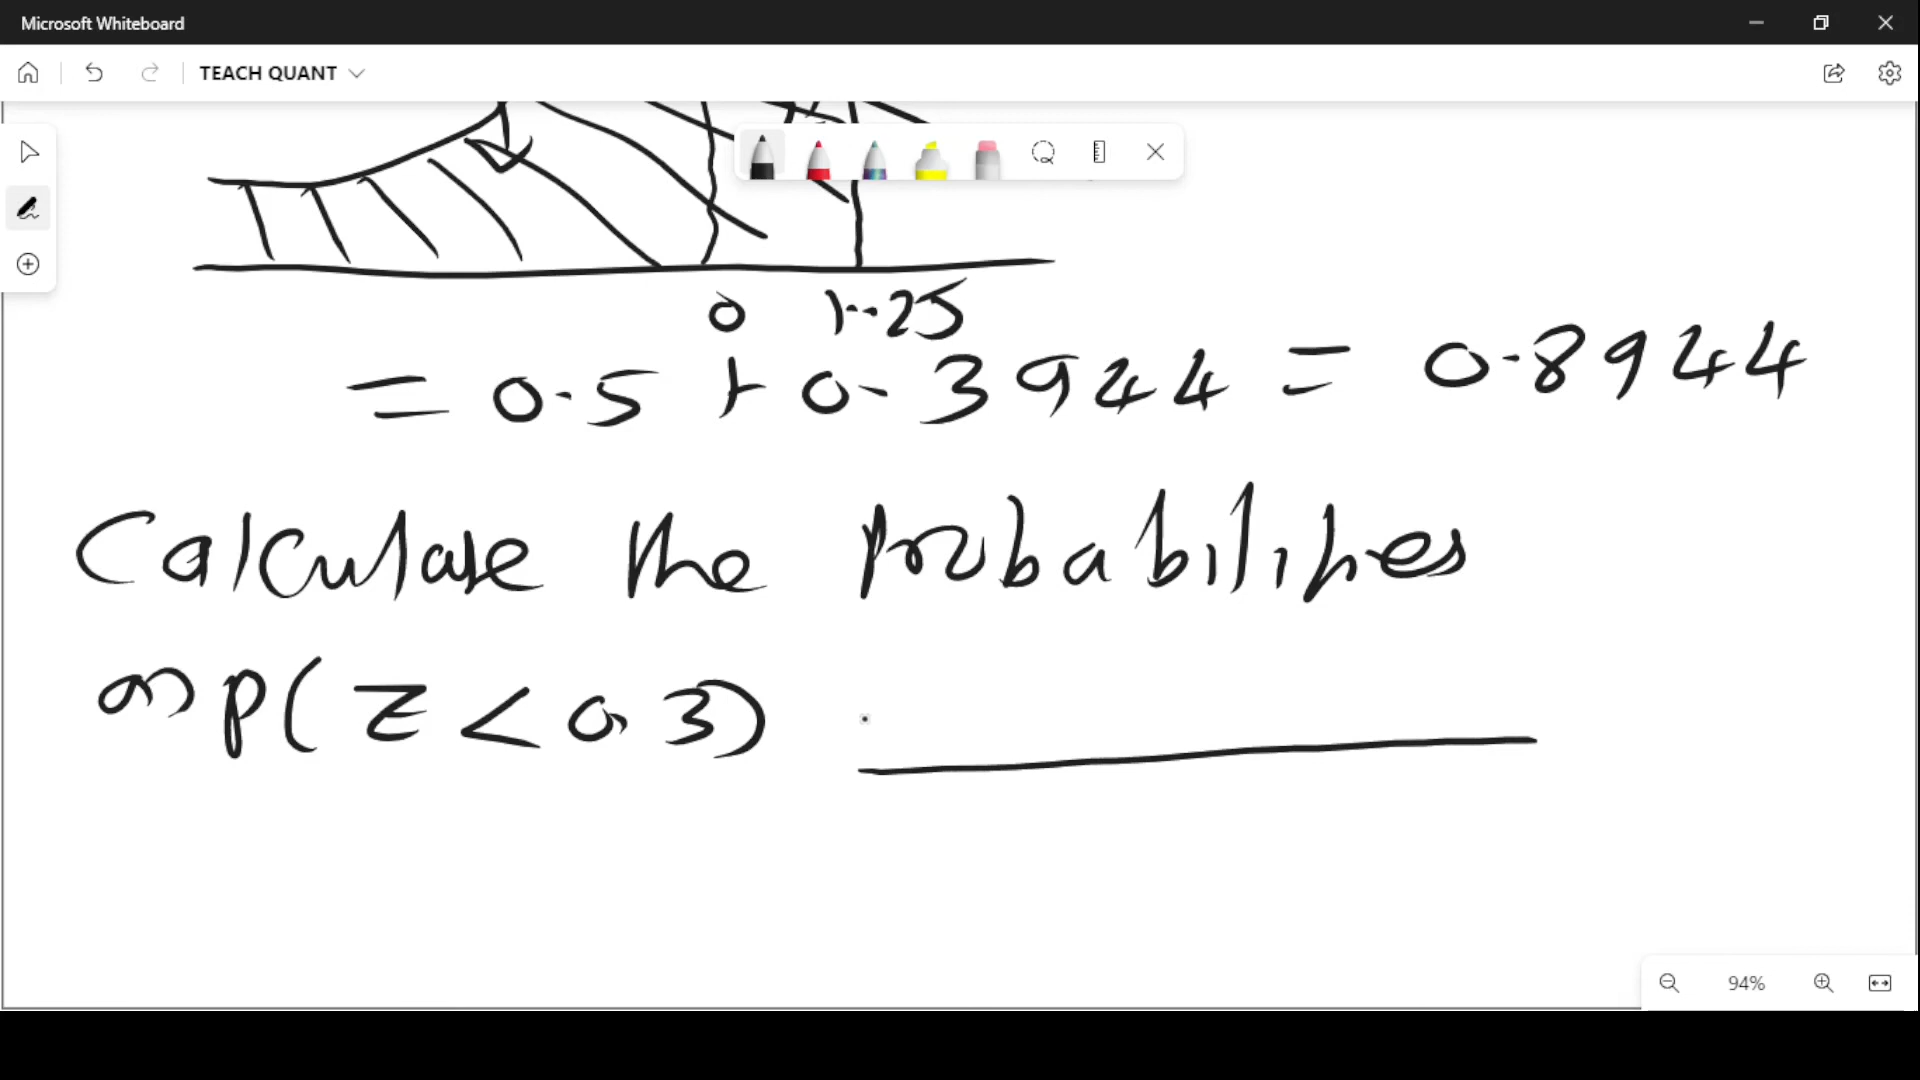 Microsoft Whiteboard
TEACH QUANT
0 1.25
= 0.5 + 0.3944 = 0.8944
Calculate the probabilities
a) P(Z < 0.3)
94%